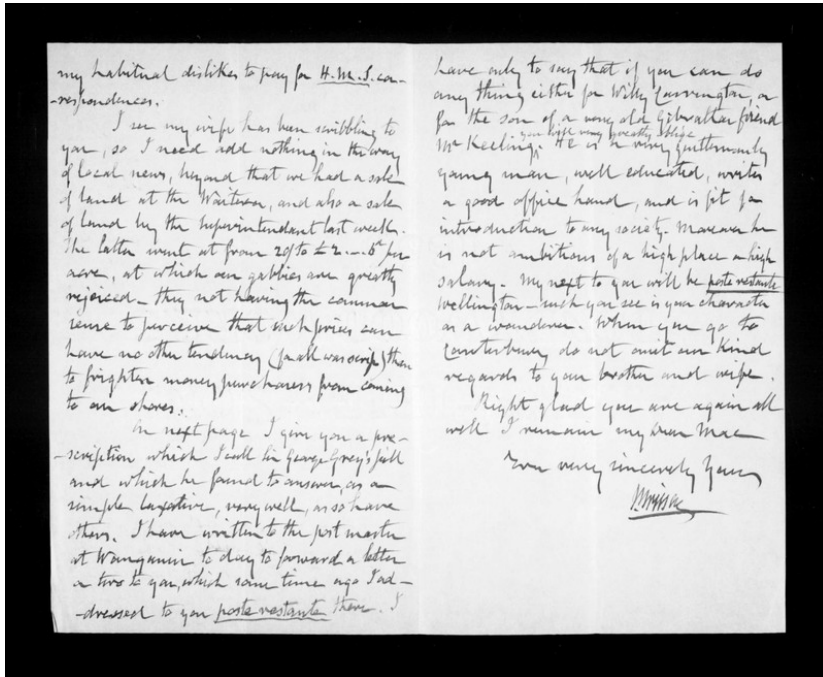 my habitual dislikes to pay for H.M.S. cor-
-respondences.
I see my wife has been scribbling to
you, so I need add nothing in the way
of local news, beyond that we had a sale
of land at the Waitera, and also a sale
of land by the Superintendant last week.
The latter went at from 20/ to £2.-.6d per
acre, at which our gabbies are greatly
rejoiced - they not having the common
sense to perceive that such prices can
have no other tendency (for all was scrip) than
to frighten money purchasers from coming
to our shores.
On next page I give you a pre-
-scription which I call Sir George Grey's pill
and which he found to answer, as a
simple laxative, very well, as so have
others. I have written to the post master
at Wanganui to day to forward a letter
or two to you, which some time ago I ad-
-dressed to you poste restante there. I
have only to say that if you can do
any thing either for Willy Carrington, or
for the son of a very old Gibraltar friend
you will very greatly oblige
Mr Keeling. He is a very gentlemanly
young man, well educated, writes
a good office hand, and is fit for
introduction to any society. Moreover he
is not ambitious of a high place or high
salary. My next to you will be poste restante
Wellington - such you see is your character
as a wanderer. When you go to
Canterbury do not omit our kind
regards to your brother and wife.
Right glad you are again all
well I remain my dear Mac
Ever very sincerely yours